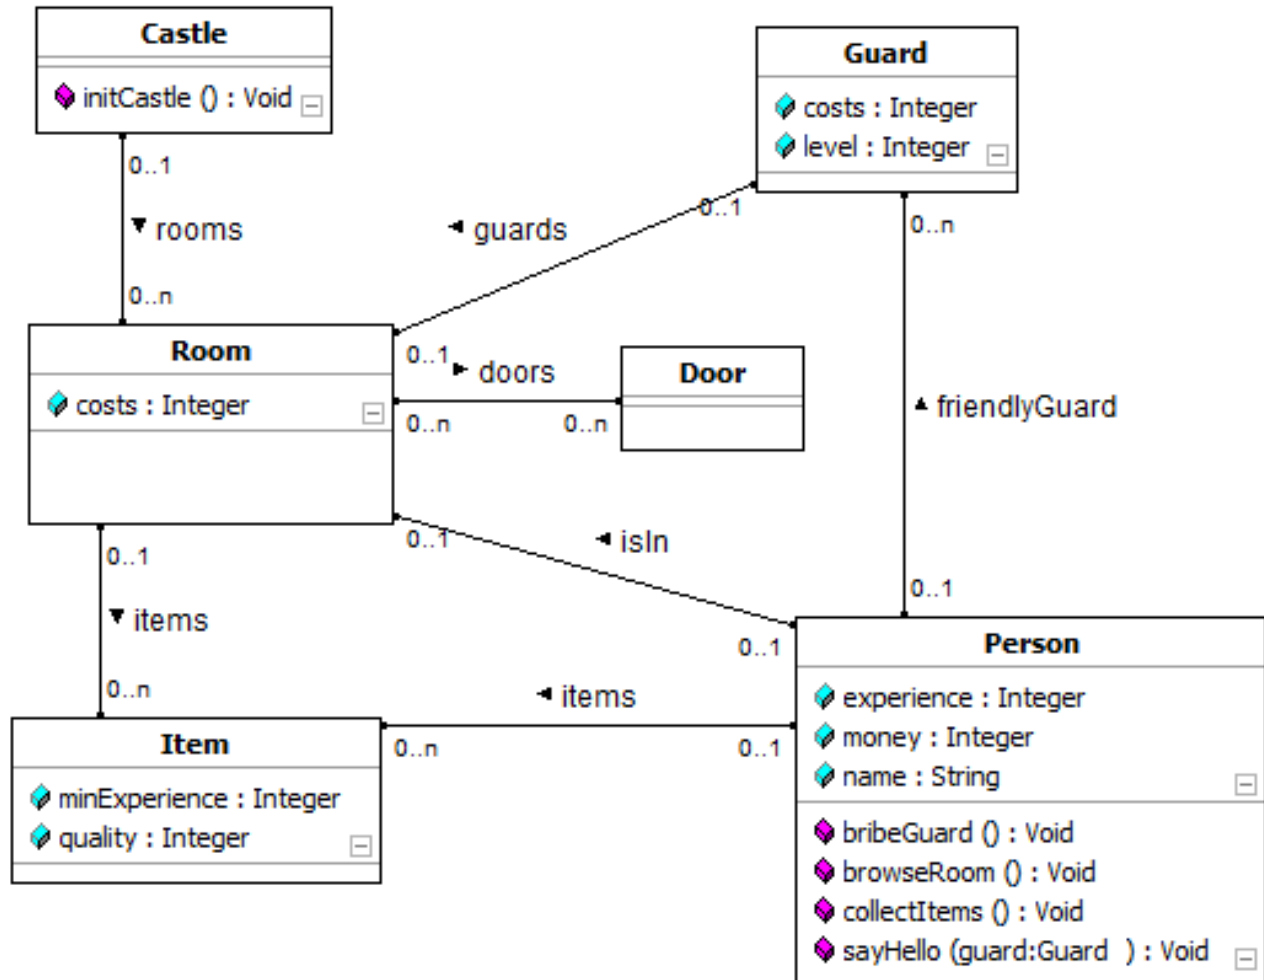 Castle
initCastle () : Void
Guard
costs : Integer
level : Integer
0..1
rooms
0..n
guards
0..1
0..1
0..n
Room
costs : Integer
doors
0..n
0..n
Door
friendlyGuard
0..1
isIn
0..1
0..1
items
0..n
0..1
Person
experience : Integer
money : Integer
name : String
bribeGuard () : Void
browseRoom () : Void
collectItems () : Void
sayHello (guard:Guard ) : Void
items
0..n
0..1
Item
minExperience : Integer
quality : Integer